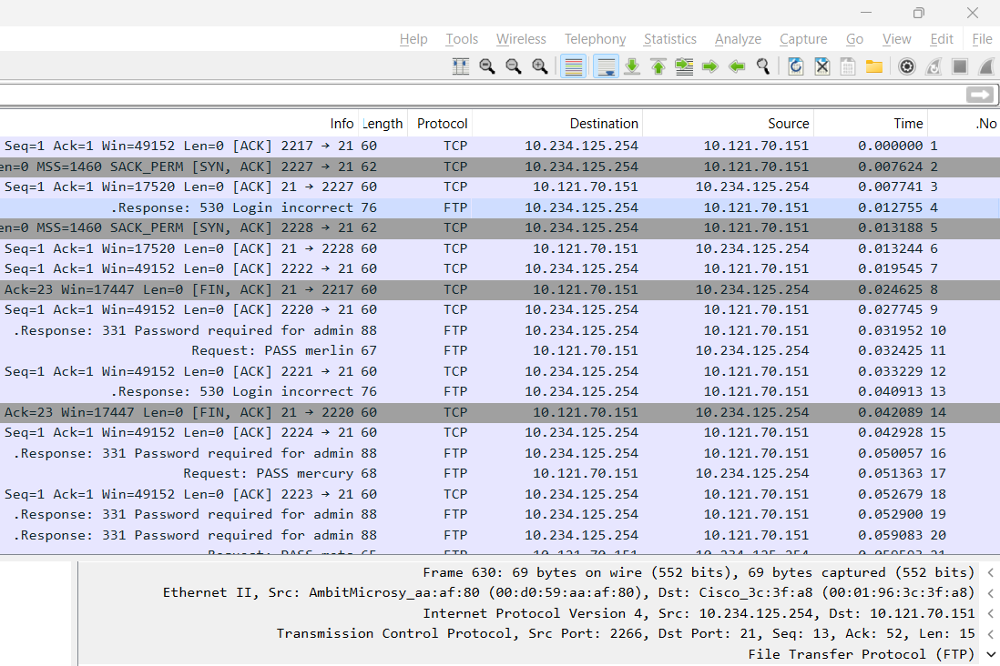 Help Tools Wireless Telephony Statistics Analyze Capture Go View Edit File
Info Length Protocol Destination Source Time .No
Seq=1 Ack=1 Win=49152 Len=0 [ACK] 2217 → 21 60 TCP 10.234.125.254 10.121.70.151 0.000000 1
en=0 MSS=1460 SACK_PERM [SYN, ACK] 2227 → 21 62 TCP 10.234.125.254 10.121.70.151 0.007624 2
Seq=1 Ack=1 Win=17520 Len=0 [ACK] 21 → 2227 60 TCP 10.121.70.151 10.234.125.254 0.007741 3
.Response: 530 Login incorrect 76 FTP 10.234.125.254 10.121.70.151 0.012755 4
en=0 MSS=1460 SACK_PERM [SYN, ACK] 2228 → 21 62 TCP 10.234.125.254 10.121.70.151 0.013188 5
Seq=1 Ack=1 Win=17520 Len=0 [ACK] 21 → 2228 60 TCP 10.121.70.151 10.234.125.254 0.013244 6
Seq=1 Ack=1 Win=49152 Len=0 [ACK] 2222 → 21 60 TCP 10.234.125.254 10.121.70.151 0.019545 7
Ack=23 Win=17447 Len=0 [FIN, ACK] 21 → 2217 60 TCP 10.121.70.151 10.234.125.254 0.024625 8
Seq=1 Ack=1 Win=49152 Len=0 [ACK] 2220 → 21 60 TCP 10.234.125.254 10.121.70.151 0.027745 9
.Response: 331 Password required for admin 88 FTP 10.234.125.254 10.121.70.151 0.031952 10
Request: PASS merlin 67 FTP 10.121.70.151 10.234.125.254 0.032425 11
Seq=1 Ack=1 Win=49152 Len=0 [ACK] 2221 → 21 60 TCP 10.234.125.254 10.121.70.151 0.033229 12
.Response: 530 Login incorrect 76 FTP 10.234.125.254 10.121.70.151 0.040913 13
Ack=23 Win=17447 Len=0 [FIN, ACK] 21 → 2220 60 TCP 10.121.70.151 10.234.125.254 0.042089 14
Seq=1 Ack=1 Win=49152 Len=0 [ACK] 2224 → 21 60 TCP 10.234.125.254 10.121.70.151 0.042928 15
.Response: 331 Password required for admin 88 FTP 10.234.125.254 10.121.70.151 0.050057 16
Request: PASS mercury 68 FTP 10.121.70.151 10.234.125.254 0.051363 17
Seq=1 Ack=1 Win=49152 Len=0 [ACK] 2223 → 21 60 TCP 10.234.125.254 10.121.70.151 0.052679 18
.Response: 331 Password required for admin 88 FTP 10.234.125.254 10.121.70.151 0.052900 19
.Response: 331 Password required for admin 88 FTP 10.234.125.254 10.121.70.151 0.059083 20
Frame 630: 69 bytes on wire (552 bits), 69 bytes captured (552 bits)
Ethernet II, Src: AmbitMicrosy_aa:af:80 (00:d0:59:aa:af:80), Dst: Cisco_3c:3f:a8 (00:01:96:3c:3f:a8)
Internet Protocol Version 4, Src: 10.234.125.254, Dst: 10.121.70.151
Transmission Control Protocol, Src Port: 2266, Dst Port: 21, Seq: 13, Ack: 52, Len: 15
File Transfer Protocol (FTP)